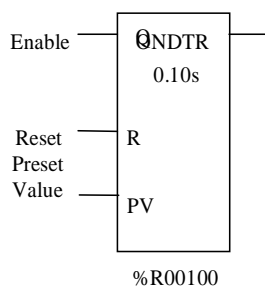 Enable
ONDTR
0.10s
Reset
R
Preset
Value
PV
%R00100